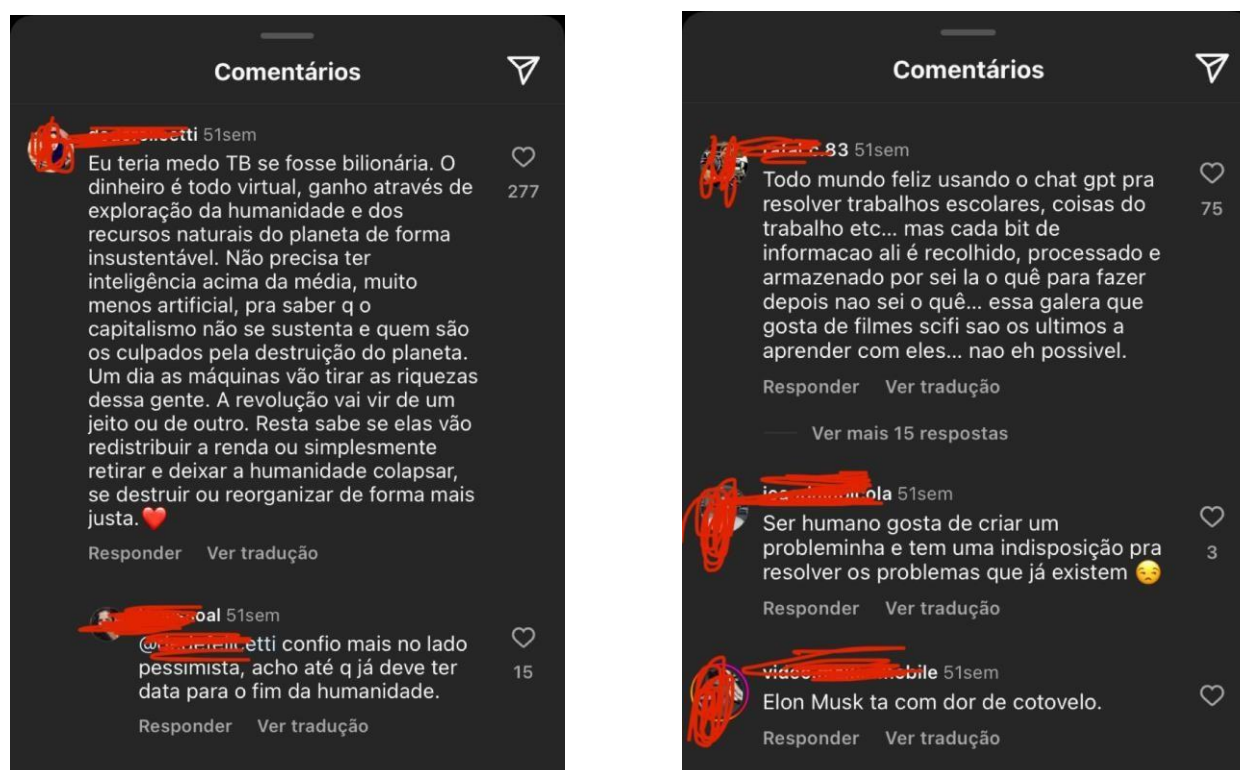 Comentários
51sem
Eu teria medo TB se fosse bilionária. O
dinheiro é todo virtual, ganho através de
exploração da humanidade e dos
recursos naturais do planeta de forma
insustentável. Não precisa ter
inteligência acima da média, muito
menos artificial, pra saber q o
capitalismo não se sustenta e quem são
os culpados pela destruição do planeta.
Um dia as máquinas vão tirar as riquezas
dessa gente. A revolução vai vir de um
jeito ou de outro. Resta sabe se elas vão
redistribuir a renda ou simplesmente
retirar e deixar a humanidade colapsar,
se destruir ou reorganizar de forma mais
justa.❤️
277
Responder Ver tradução
51sem
confio mais no lado
pessimista, acho até q já deve ter
data para o fim da humanidade.
15
Responder Ver tradução
Comentários
51sem
Todo mundo feliz usando o chat gpt pra
resolver trabalhos escolares, coisas do
trabalho etc... mas cada bit de
informacao ali é recolhido, processado e
armazenado por sei la o quê para fazer
depois nao sei o quê... essa galera que
gosta de filmes scifi sao os ultimos a
aprender com eles... nao eh possivel.
75
Responder Ver tradução
Ver mais 15 respostas
51sem
Ser humano gosta de criar um
probleminha e tem uma indisposição pra
resolver os problemas que já existem 😒
3
Responder Ver tradução
51sem
Elon Musk ta com dor de cotovelo.
Responder Ver tradução